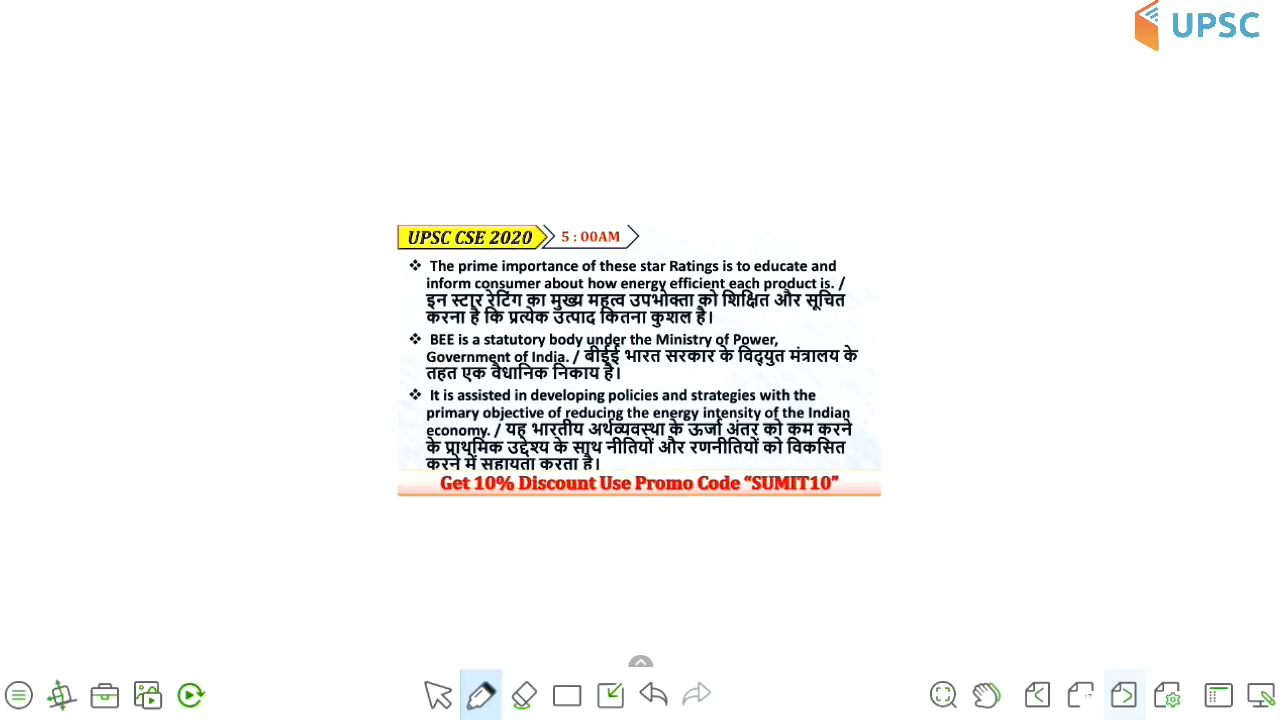 UPSC
UPSC CSE 2020
5 : 00AM
❖ The prime importance of these star Ratings is to educate and
inform consumer about how energy efficient each product is. /
इन स्टार रेटिंग का मुख्य महत्व उपभोक्ता को शिक्षित और सूचित
करना है कि प्रत्येक उत्पाद कितना कुशल है।
❖ BEE is a statutory body under the Ministry of Power,
Government of India. / बीईई भारत सरकार के विद्युत मंत्रालय के
तहत एक वैधानिक निकाय है।
❖ It is assisted in developing policies and strategies with the
primary objective of reducing the energy intensity of the Indian
economy. / यह भारतीय अर्थव्यवस्था के ऊर्जा अंतर को कम करने
के प्राथमिक उद्देश्य के साथ नीतियों और रणनीतियों को विकसित
करने में सहायता करता है।
Get 10% Discount Use Promo Code “SUMIT10”